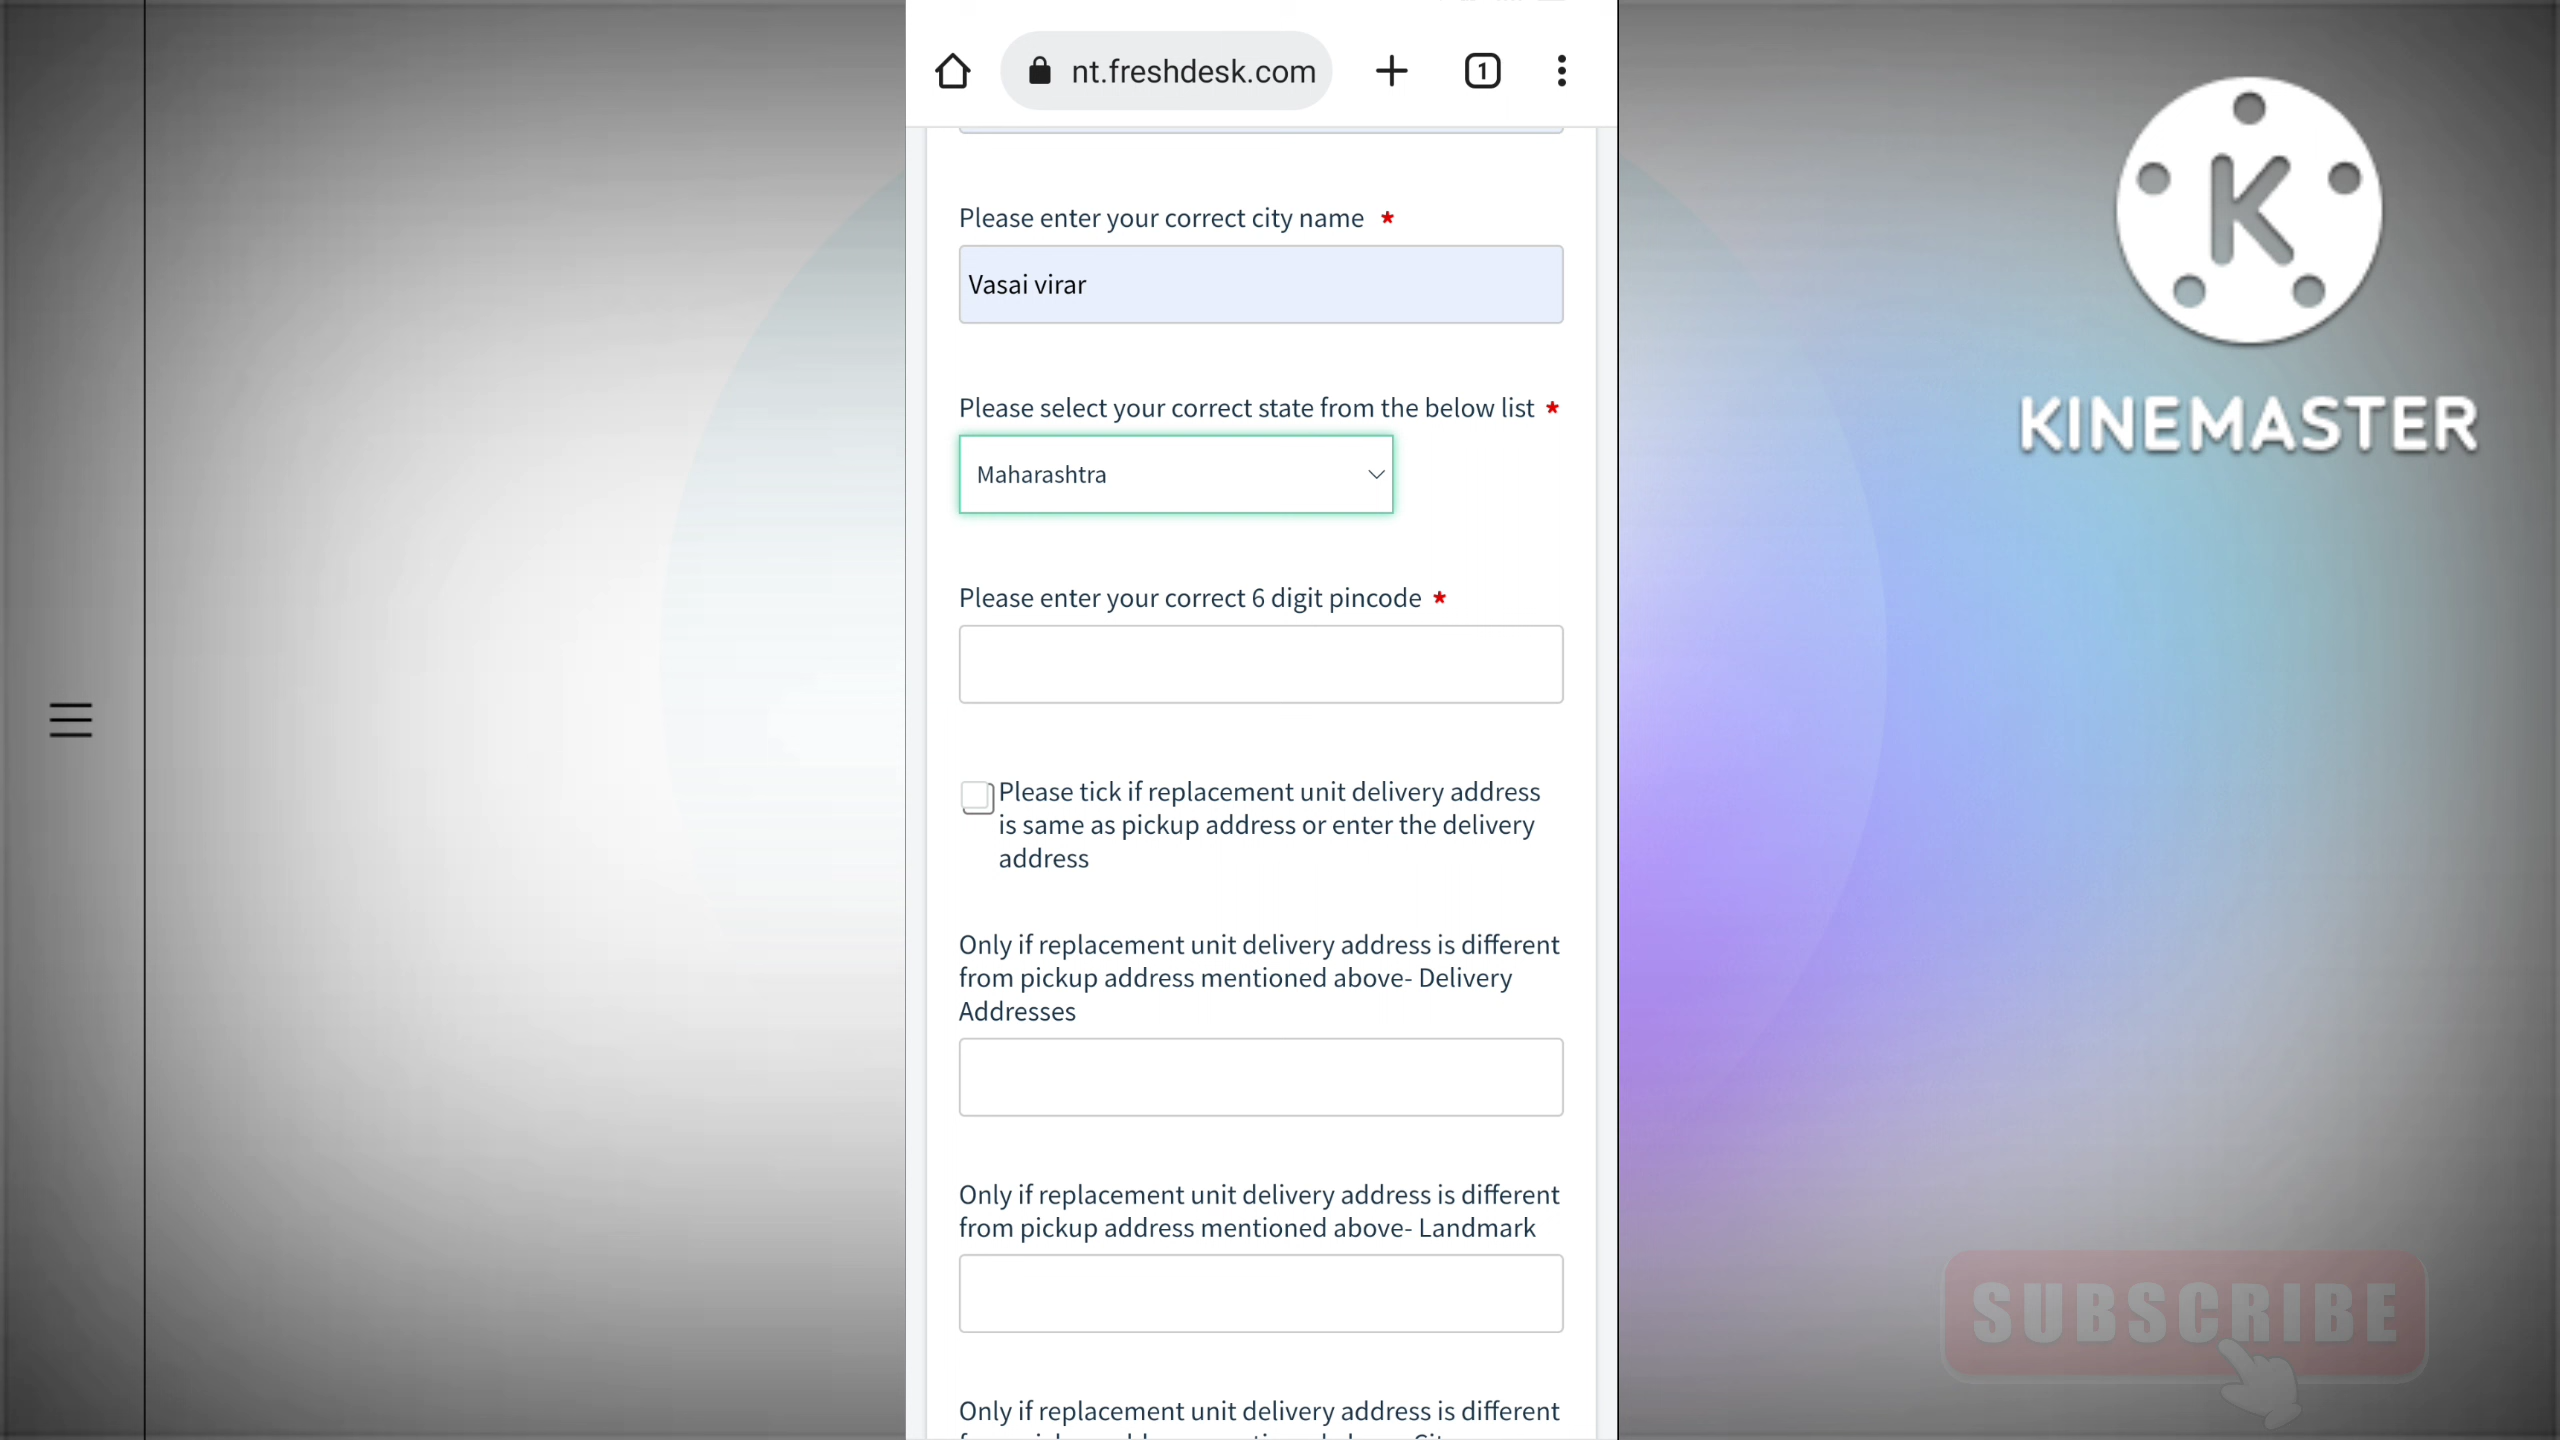 nt.freshdesk.com
1
Please enter your correct city name *
Vasai virar
Please select your correct state from the below list *
Maharashtra
Please enter your correct 6 digit pincode *
Please tick if replacement unit delivery address
is same as pickup address or enter the delivery
address
Only if replacement unit delivery address is different
from pickup address mentioned above- Delivery
Addresses
Only if replacement unit delivery address is different
from pickup address mentioned above- Landmark
Only if replacement unit delivery address is different
K
KINEMASTER
SUBSCRIBE